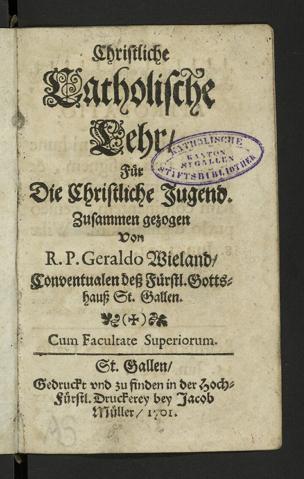 Christliche
Catholische
Lehr/
Für
Die Christliche Jugend.
Zusammen gezogen
Von
R. P. Geraldo Wieland/
Conventualen deß Fürstl. Gotts-
hauß St. Gallen.
Cum Facultate Superiorum.
St. Gallen/
Gedruckt vnd zu finden in der Hoch-
Fürstl. Druckerey bey Jacob
Müller/ 1701.
KATHOLISCHE
KANTON
ST GALLEN
STIFTSBIBLIOTHEK